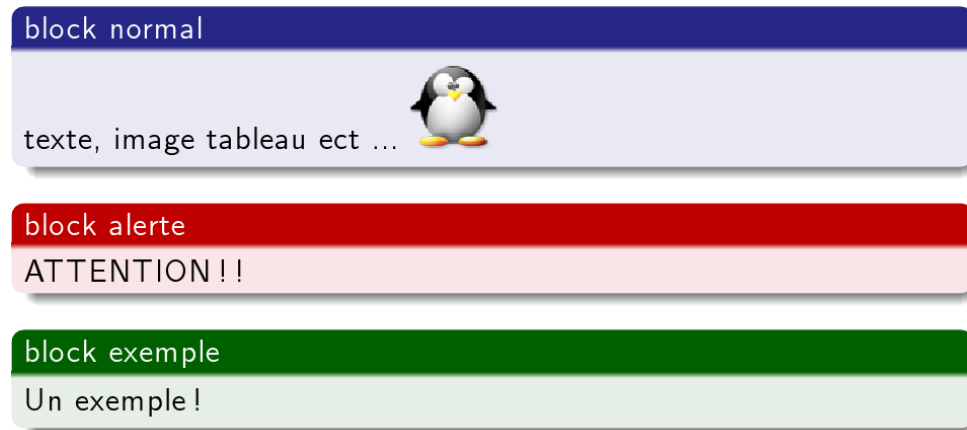 block normal
texte, image tableau ect ...
block alerte
ATTENTION ! !
block exemple
Un exemple !